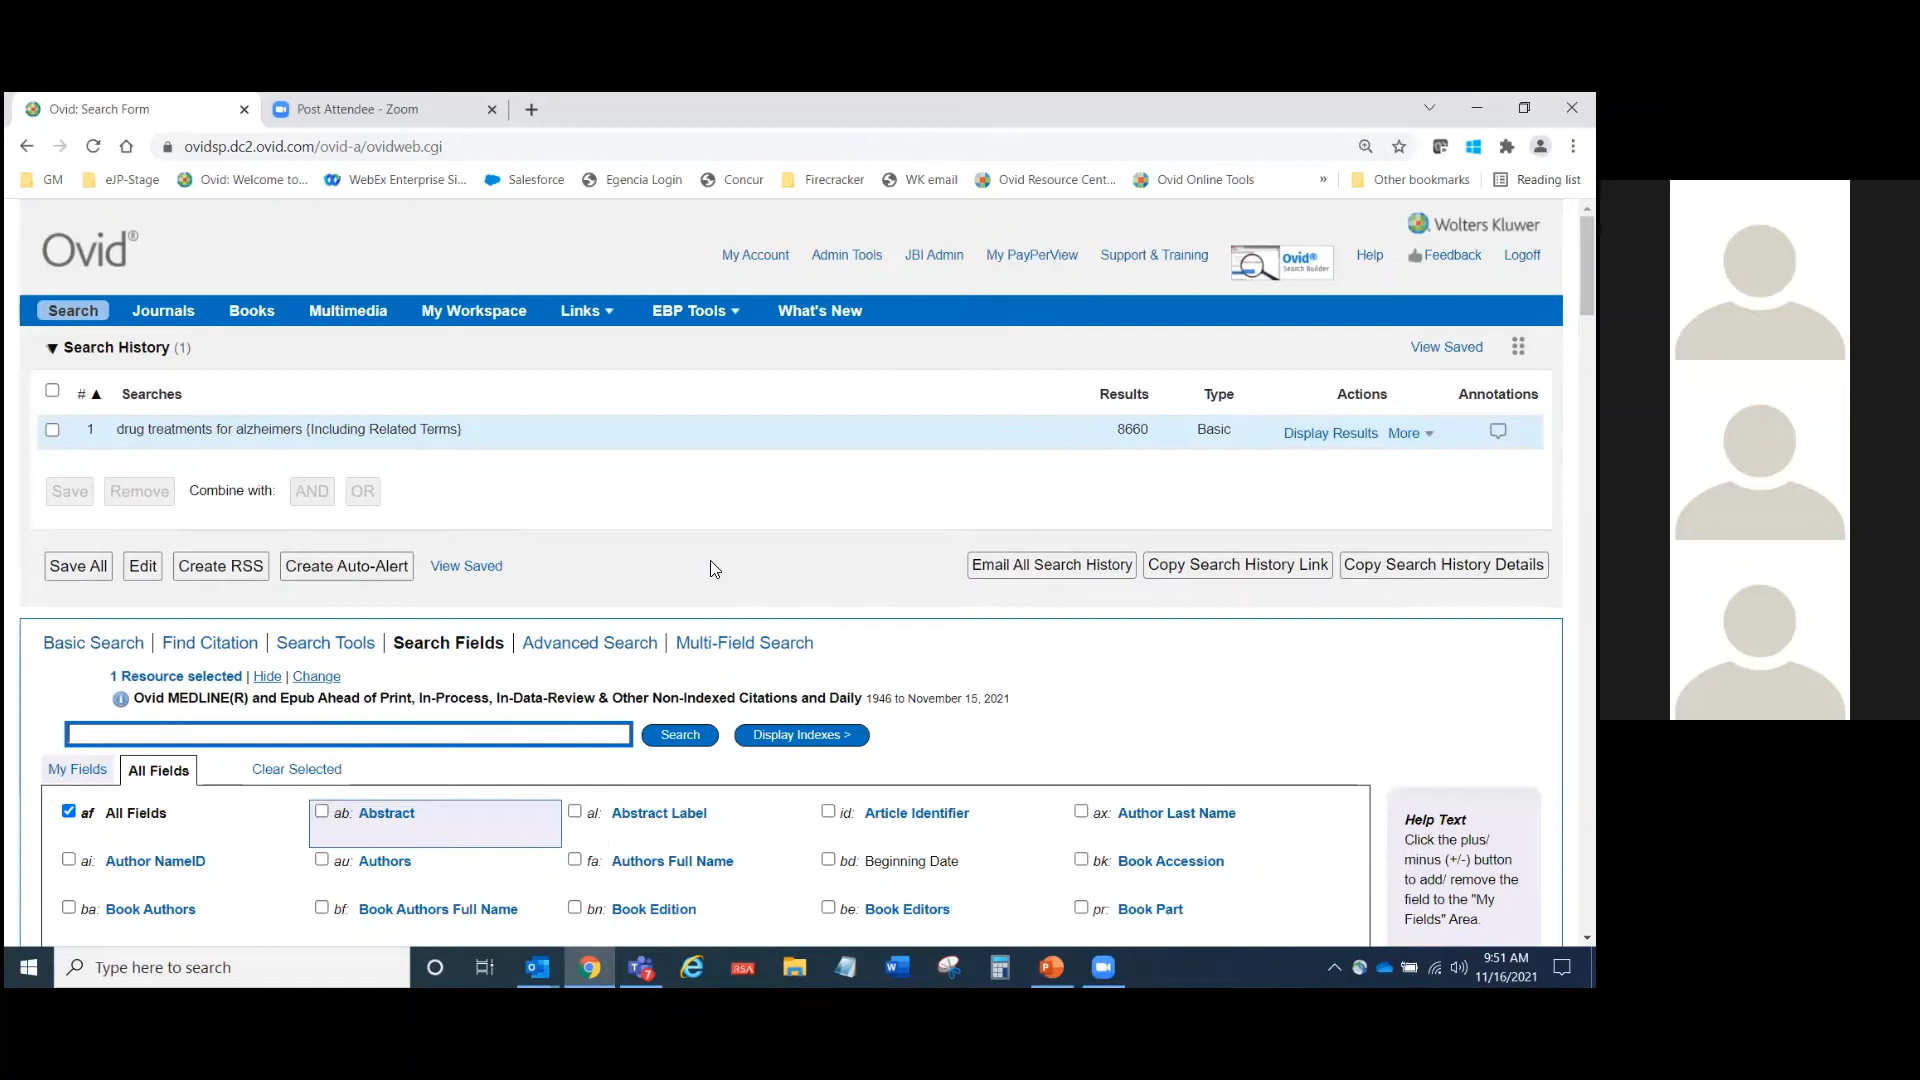 Ovid: Search Form
Post Attendee - Zoom
ovidsp.dc2.ovid.com/ovid-a/ovidweb.cgi
GM eJP-Stage Ovid: Welcome to... WebEx Enterprise Si... Salesforce Egencia Login Concur Firecracker WK email Ovid Resource Cent... Ovid Online Tools » Other bookmarks Reading list
Wolters Kluwer
Ovid®
My Account Admin Tools JBI Admin My PayPerView Support & Training Ovid® Search Builder Help Feedback Logoff
Search Journals Books Multimedia My Workspace Links ▼ EBP Tools ▼ What's New
▼ Search History (1) View Saved
# ▲ Searches Results Type Actions Annotations
1 drug treatments for alzheimers {Including Related Terms} 8660 Basic Display Results More
Save Remove Combine with: AND OR
Save All Edit Create RSS Create Auto-Alert View Saved Email All Search History Copy Search History Link Copy Search History Details
Basic Search | Find Citation | Search Tools | Search Fields | Advanced Search | Multi-Field Search
1 Resource selected | Hide | Change
Ovid MEDLINE(R) and Epub Ahead of Print, In-Process, In-Data-Review & Other Non-Indexed Citations and Daily 1946 to November 15, 2021
Search Display Indexes >
My Fields All Fields Clear Selected
af All Fields ab: Abstract al: Abstract Label id: Article Identifier ax: Author Last Name
ai: Author NameID au: Authors fa: Authors Full Name bd: Beginning Date bk: Book Accession
ba: Book Authors bf: Book Authors Full Name bn: Book Edition be: Book Editors pr: Book Part
Help Text
Click the plus/
minus (+/-) button
to add/ remove the
field to the "My
Fields" Area.
Type here to search
RSA
7
9:51 AM
11/16/2021